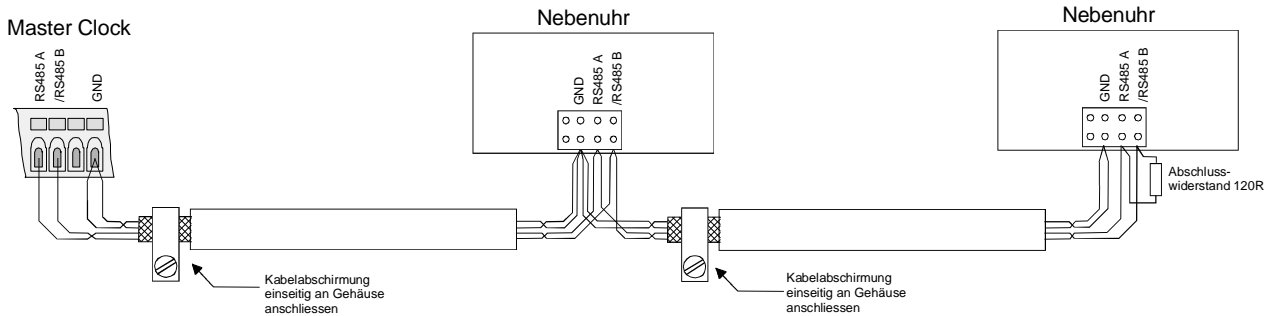 Master Clock
RS485 A
/RS485 B
GND
Nebenuhr
GND
RS485 A
/RS485 B
Nebenuhr
GND
RS485 A
/RS485 B
Abschluss-
widerstand 120R
Kabelabschirmung
einseitig an Gehäuse
anschliessen
Kabelabschirmung
einseitig an Gehäuse
anschliessen